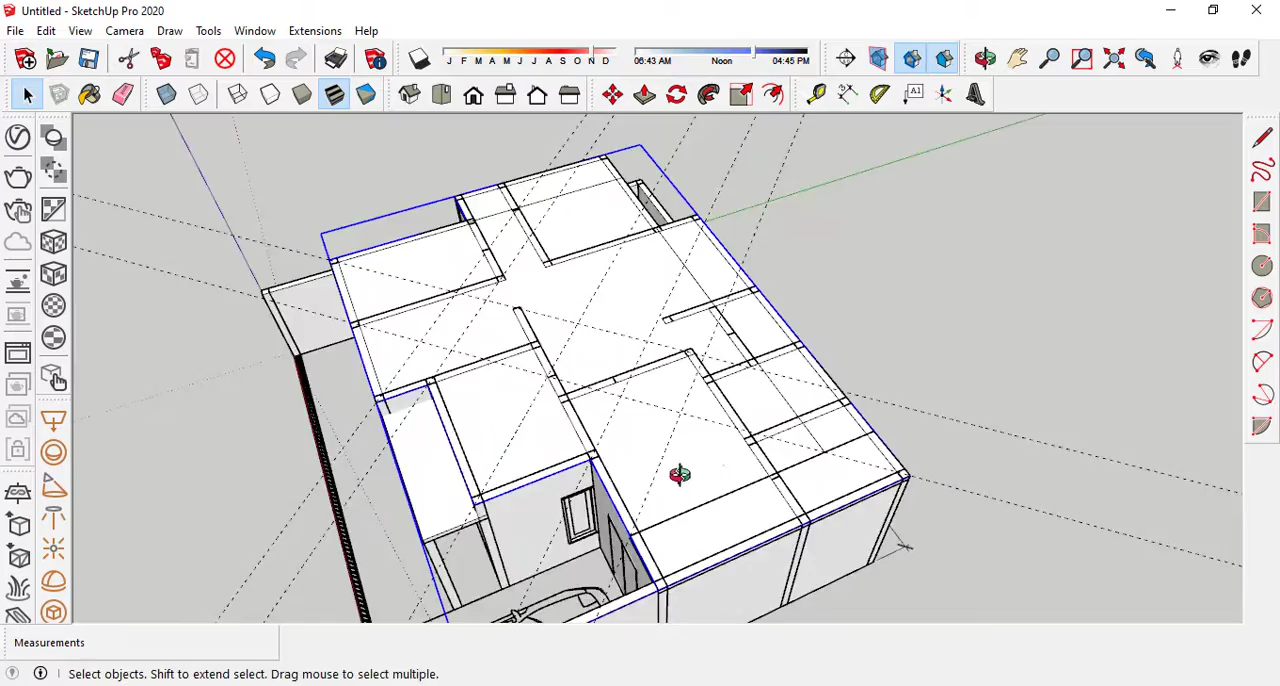 Untitled - SketchUp Pro 2020
File Edit View Camera Draw Tools Window Extensions Help
J F M A M J J A S O N D
06:43 AM Noon 04:45 PM
A1
Measurements
Select objects. Shift to extend select. Drag mouse to select multiple.